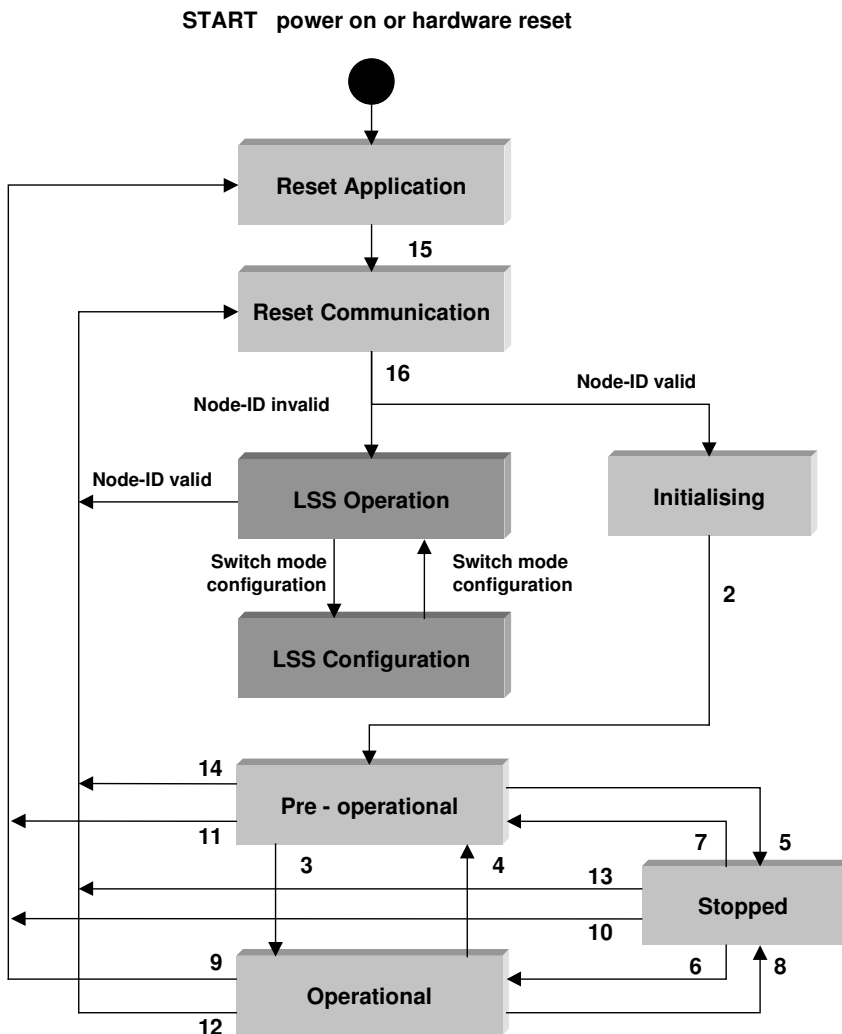 START power on or hardware reset
Reset Application
15
Reset Communication
16
Node-ID valid
Node-ID invalid
Node-ID valid
LSS Operation
Initialising
Switch mode
configuration
Switch mode
configuration
2
LSS Configuration
14
Pre - operational
11
7
5
3
4
13
Stopped
10
9
6
8
Operational
12